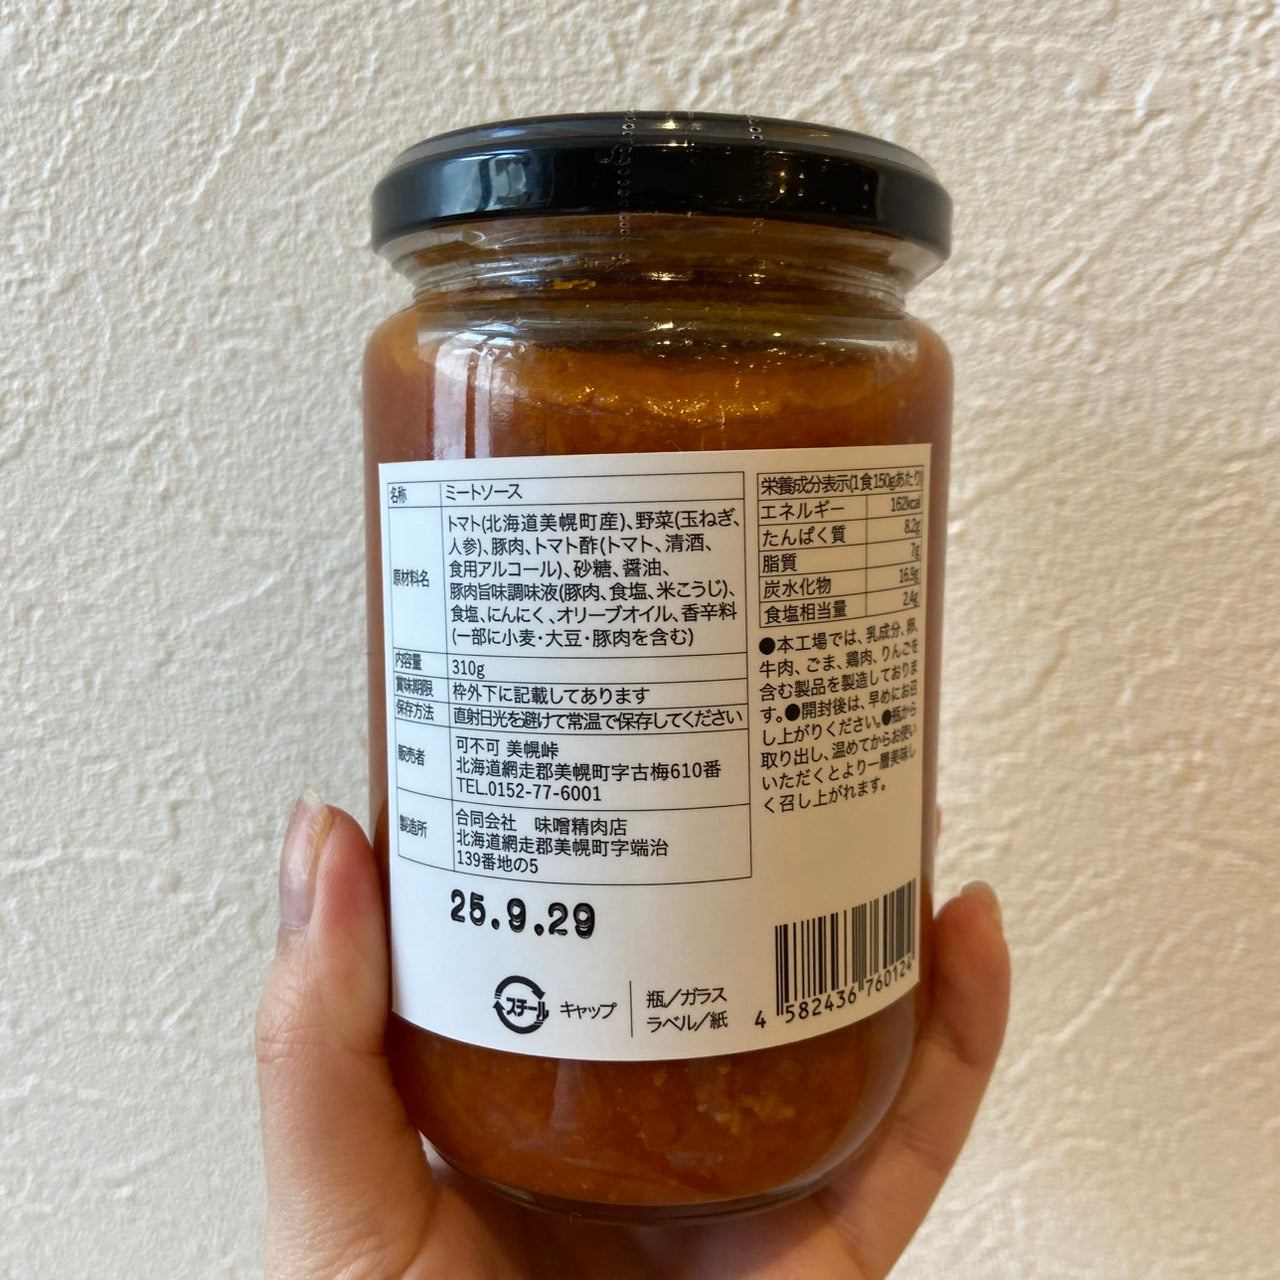 名称 ミートソース
原材料名
トマト(北海道美幌町産)、野菜(玉ねぎ、
人参)、豚肉、トマト酢(トマト、清酒、
食用アルコール)、砂糖、醤油、
豚肉旨味調味液(豚肉、食塩、米こうじ)、
食塩、にんにく、オリーブオイル、香辛料
(一部に小麦・大豆・豚肉を含む)
内容量 310g
賞味期限 枠外下に記載してあります
保存方法 直射日光を避けて常温で保存してください
販売者
可不可 美幌峠
北海道網走郡美幌町字古梅610番
TEL.0152-77-6001
製造所
合同会社 味噌精肉店
北海道網走郡美幌町字端治
139番地の5
25.9.29
スチール キャップ
瓶/ガラス
ラベル/紙
栄養成分表示(1食150gあたり)
エネルギー 162kcal
たんぱく質 8.2g
脂質 7g
炭水化物 16.9g
食塩相当量 2.4g
●本工場では、乳成分、卵、
牛肉、ごま、鶏肉、りんごを
含む製品を製造しておりま
す。●開封後は、早めにお召
し上がりください。●瓶から
取り出し、温めてからお使い
いただくとより一層美味し
く召し上がれます。
4 582436 760124